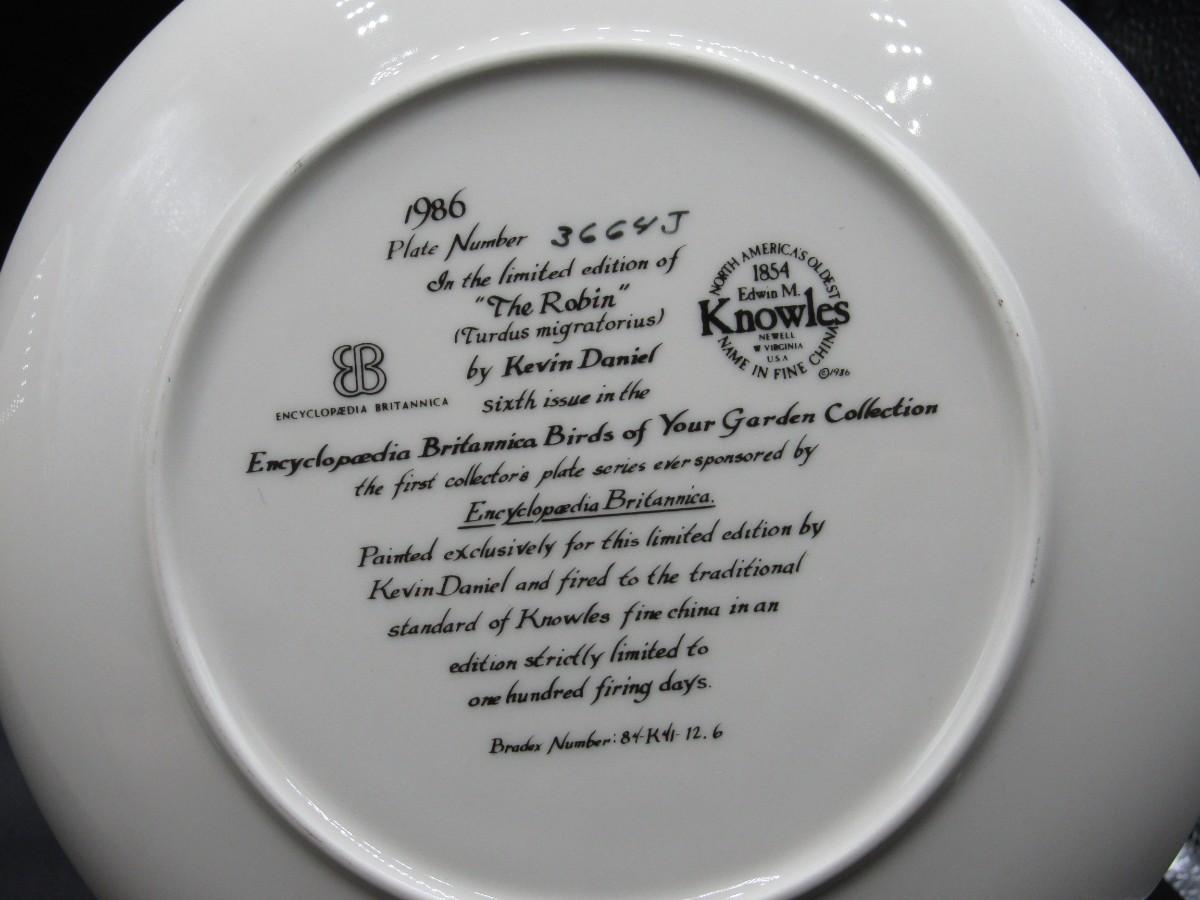 1986
Plate Number 3664J
In the limited edition of
"The Robin"
(Turdus migratorius)
by Kevin Daniel
sixth issue in the
Encyclopædia Britannica Birds of Your Garden Collection
the first collector's plate series ever sponsored by
Encyclopædia Britannica.
Painted exclusively for this limited edition by
Kevin Daniel and fired to the traditional
standard of Knowles fine china in an
edition strictly limited to
one hundred firing days.
Bradex Number: 84-K41-12.6
EB
ENCYCLOPÆDIA BRITANNICA
NORTH AMERICA'S OLDEST
1854
Edwin M.
Knowles
NEWELL
W VIRGINIA
U.S.A
NAME IN FINE CHINA
©1986